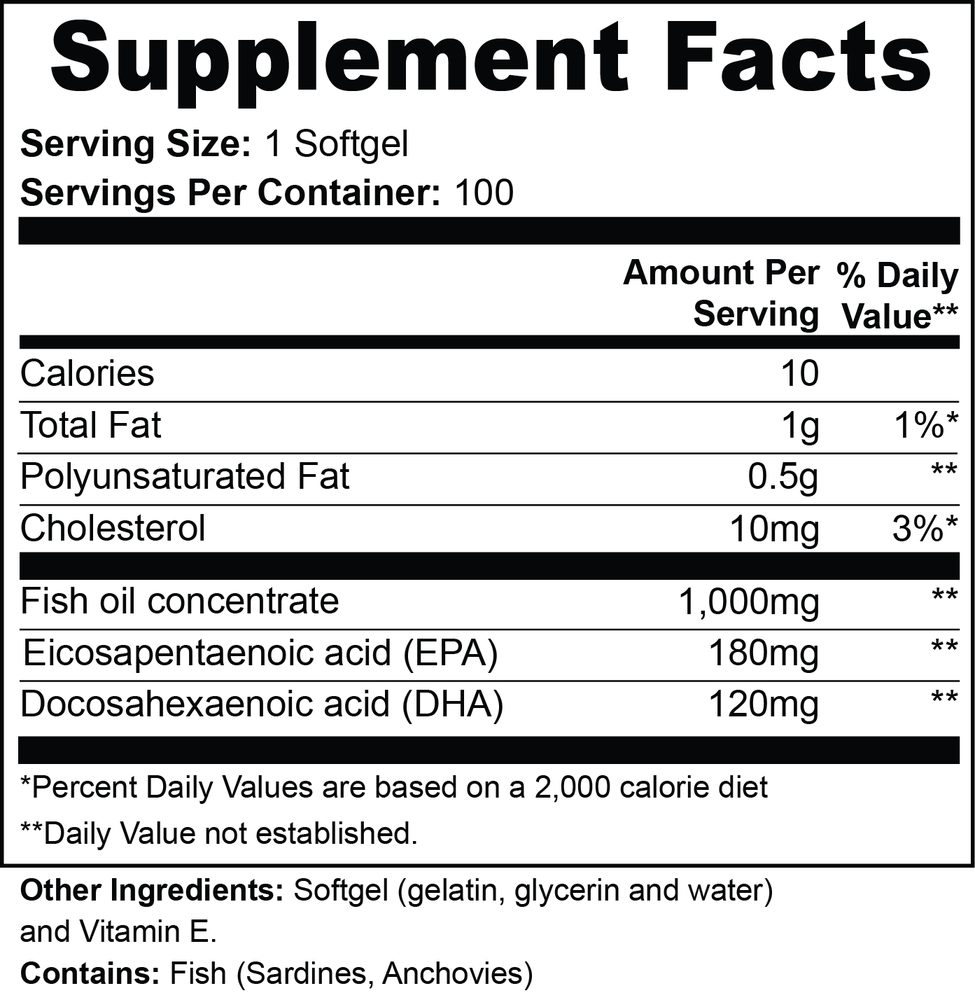 Supplement Facts
Serving Size: 1 Softgel
Servings Per Container: 100
Amount Per Serving % Daily Value**
Calories 10
Total Fat 1g 1%*
Polyunsaturated Fat 0.5g **
Cholesterol 10mg 3%*
Fish oil concentrate 1,000mg **
Eicosapentaenoic acid (EPA) 180mg **
Docosahexaenoic acid (DHA) 120mg **
*Percent Daily Values are based on a 2,000 calorie diet
**Daily Value not established.
Other Ingredients: Softgel (gelatin, glycerin and water)
and Vitamin E.
Contains: Fish (Sardines, Anchovies)